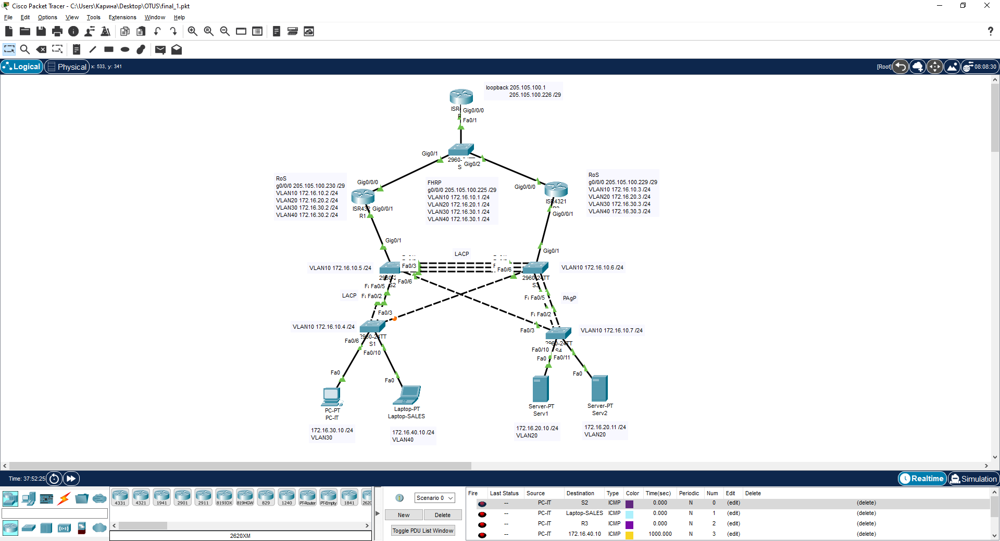 Cisco Packet Tracer - C:\Users\Карина\Desktop\OTUS\final_1.pkt
File Edit Options View Tools Extensions Window Help
Logical Physical x: 533, y: 341
[Root] 08:08:30
loopback 205.105.100.1
205.105.100.226 /29
Gig0/0/0
Fa0/1
Gig0/1
2960-
Gig0/2
S
RoS
g0/0/0 205.105.100.230 /29
VLAN10 172.16.10.2 /24
VLAN20 172.16.20.2 /24
VLAN30 172.16.30.2 /24
VLAN40 172.16.30.2 /24
Gig0/0/0
ISR432
Gig0/0/1
R1
FHRP
g0/0/0 205.105.100.225 /29
VLAN10 172.16.10.1 /24
VLAN20 172.16.20.1 /24
VLAN30 172.16.30.1 /24
VLAN40 172.16.30.1 /24
Gig0/0/0
ISR4321
Gig0/0/1
RoS
g0/0/0 205.105.100.229 /29
VLAN10 172.16.10.3 /24
VLAN20 172.16.20.3 /24
VLAN30 172.16.30.3 /24
VLAN40 172.16.30.3 /24
Gig0/1
Gig0/1
LACP
VLAN10 172.16.10.5 /24
Fa0/3
Fa0/6
VLAN10 172.16.10.6 /24
S2
Fa0/6
2960-24TT
S3
Fa0/5
LACP
Fa0/2
Fa0/3
Fa0/5
PAgP
Fa0/2
VLAN10 172.16.10.4 /24
2960-24TT
S1
Fa0/6
Fa0/10
Fa0/3
VLAN10 172.16.10.7 /24
2960-24TT
S4
Fa0/10
Fa0
Fa0/11
Fa0
Fa0
Fa0
PC-PT
PC-IT
Laptop-PT
Laptop-SALES
Server-PT
Serv1
Server-PT
Serv2
172.16.30.10 /24
VLAN30
172.16.40.10 /24
VLAN40
172.16.20.10 /24
VLAN20
172.16.20.11 /24
VLAN20
Time: 37:52:25
Realtime Simulation
4331 4321 1941 2901 2911 819IOX 819HGW 829 1240 PT-Router PT-Empty 1841 2620
2620XM
Scenario 0
New Delete
Toggle PDU List Window
Fire Last Status Source Destination Type Color Time(sec) Periodic Num Edit Delete
-- PC-IT S2 ICMP 0.000 N 0 (edit) (delete)
-- PC-IT Laptop-SALES ICMP 0.000 N 1 (edit) (delete)
-- PC-IT R3 ICMP 0.000 N 2 (edit) (delete)
-- PC-IT 172.16.40.10 ICMP 1000.000 N 3 (edit) (delete)